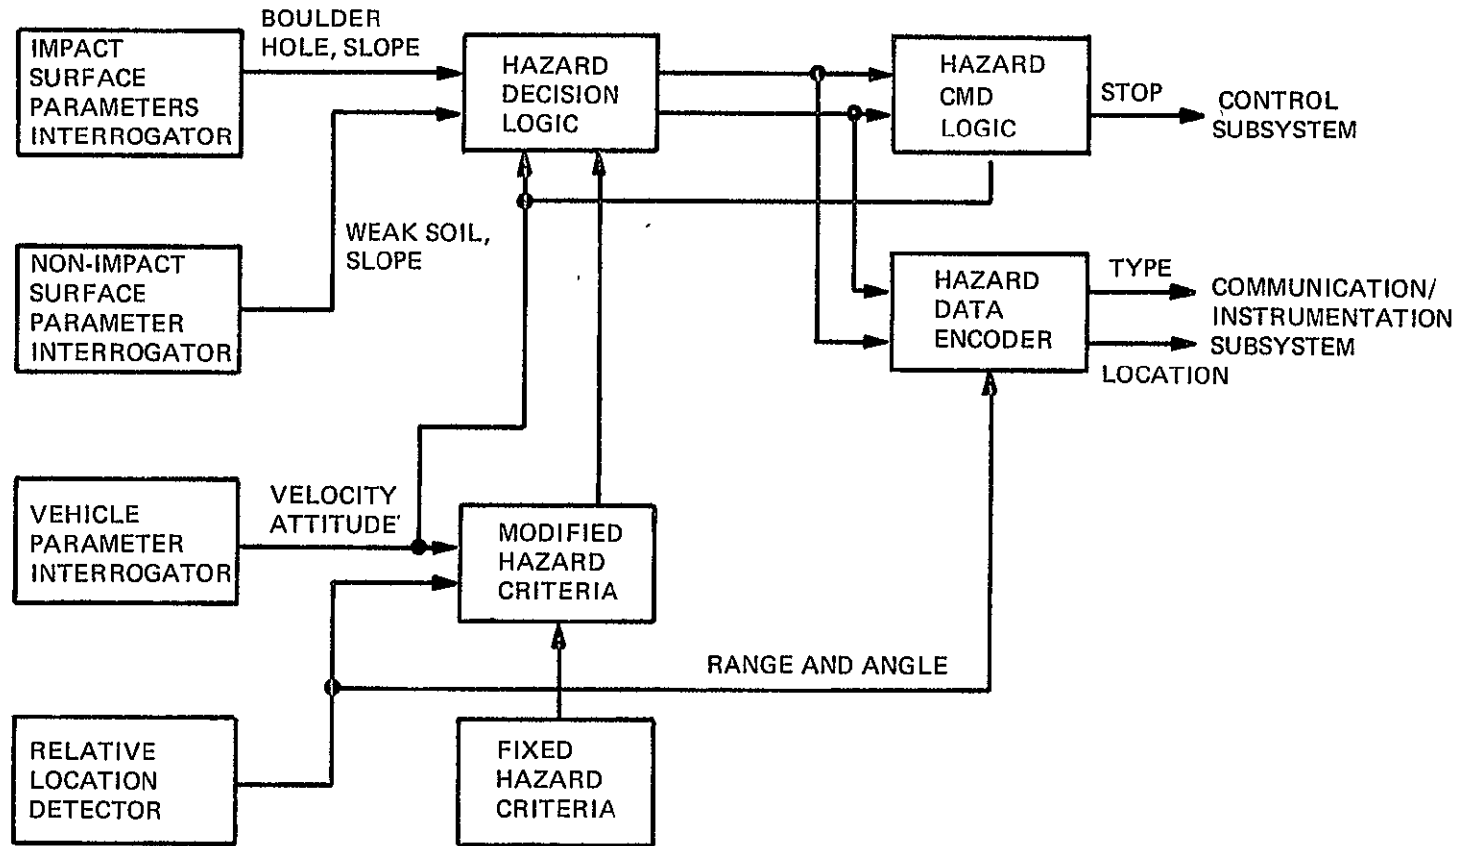 IMPACT
SURFACE
PARAMETERS
INTERROGATOR
BOULDER
HOLE, SLOPE
HAZARD
DECISION
LOGIC
HAZARD
CMD
LOGIC
STOP
CONTROL
SUBSYSTEM
NON-IMPACT
SURFACE
PARAMETER
INTERROGATOR
WEAK SOIL,
SLOPE
HAZARD
DATA
ENCODER
TYPE
LOCATION
COMMUNICATION/
INSTRUMENTATION
SUBSYSTEM
VEHICLE
PARAMETER
INTERROGATOR
VELOCITY
ATTITUDE
MODIFIED
HAZARD
CRITERIA
RANGE AND ANGLE
RELATIVE
LOCATION
DETECTOR
FIXED
HAZARD
CRITERIA